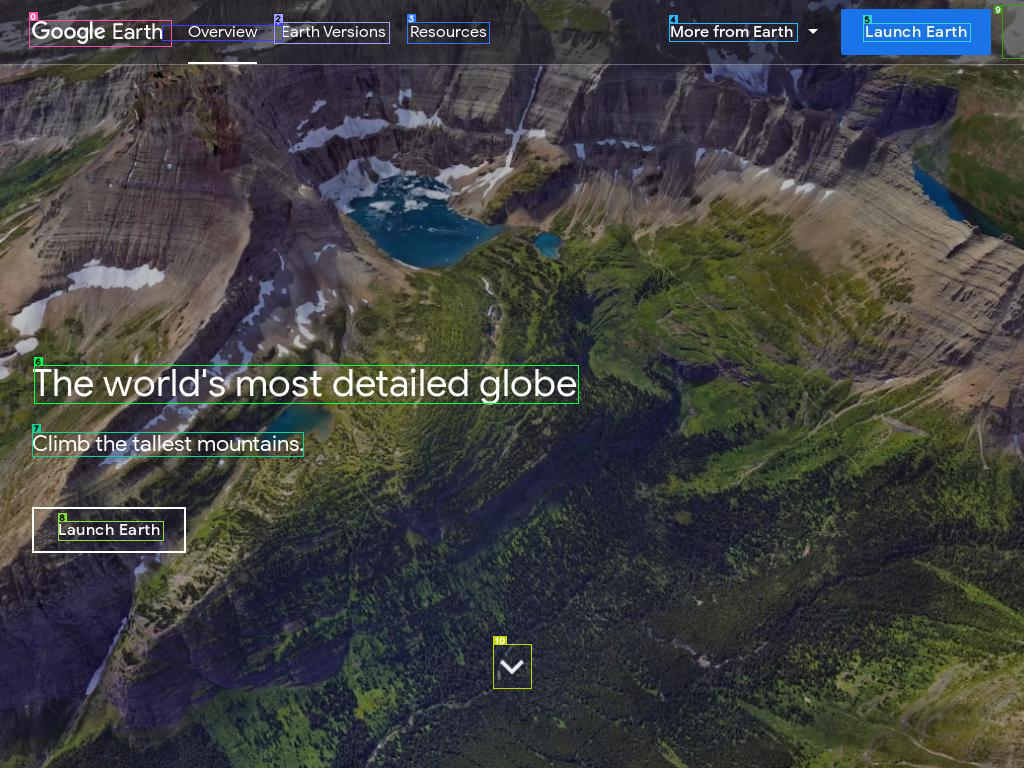 Google Earth
Overview
Earth Versions
Resources
More from Earth
Launch Earth
The world's most detailed globe
Climb the tallest mountains.
Launch Earth
0
2
3
4
5
6
7
8
9
10